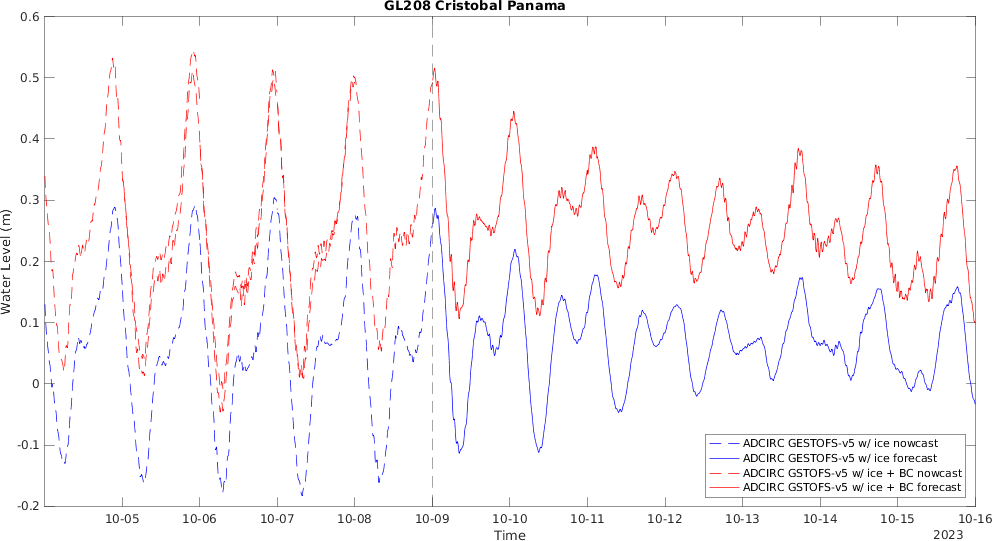 GL208 Cristobal Panama
0.6
0.5
0.4
0.3
0.2
0.1
0
-0.1
-0.2
Water Level (m)
10-05 10-06 10-07 10-08 10-09 10-10 10-11 10-12 10-13 10-14 10-15 10-16
Time
2023
ADCIRC GESTOFS-v5 w/ ice nowcast
ADCIRC GESTOFS-v5 w/ ice forecast
ADCIRC GSTOFS-v5 w/ ice + BC nowcast
ADCIRC GSTOFS-v5 w/ ice + BC forecast